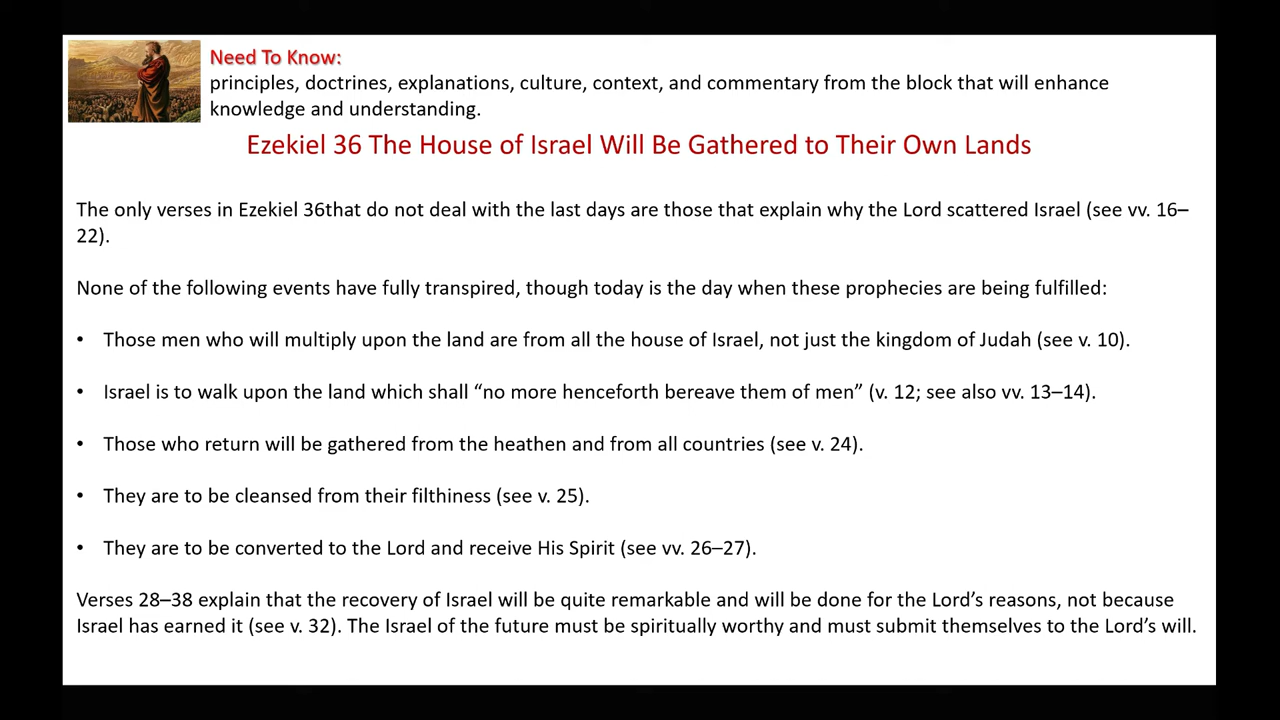 Need To Know:
principles, doctrines, explanations, culture, context, and commentary from the block that will enhance
knowledge and understanding.
Ezekiel 36 The House of Israel Will Be Gathered to Their Own Lands
The only verses in Ezekiel 36that do not deal with the last days are those that explain why the Lord scattered Israel (see vv. 16–
22).
None of the following events have fully transpired, though today is the day when these prophecies are being fulfilled:
• Those men who will multiply upon the land are from all the house of Israel, not just the kingdom of Judah (see v. 10).
• Israel is to walk upon the land which shall “no more henceforth bereave them of men” (v. 12; see also vv. 13–14).
• Those who return will be gathered from the heathen and from all countries (see v. 24).
• They are to be cleansed from their filthiness (see v. 25).
• They are to be converted to the Lord and receive His Spirit (see vv. 26–27).
Verses 28–38 explain that the recovery of Israel will be quite remarkable and will be done for the Lord’s reasons, not because
Israel has earned it (see v. 32). The Israel of the future must be spiritually worthy and must submit themselves to the Lord’s will.